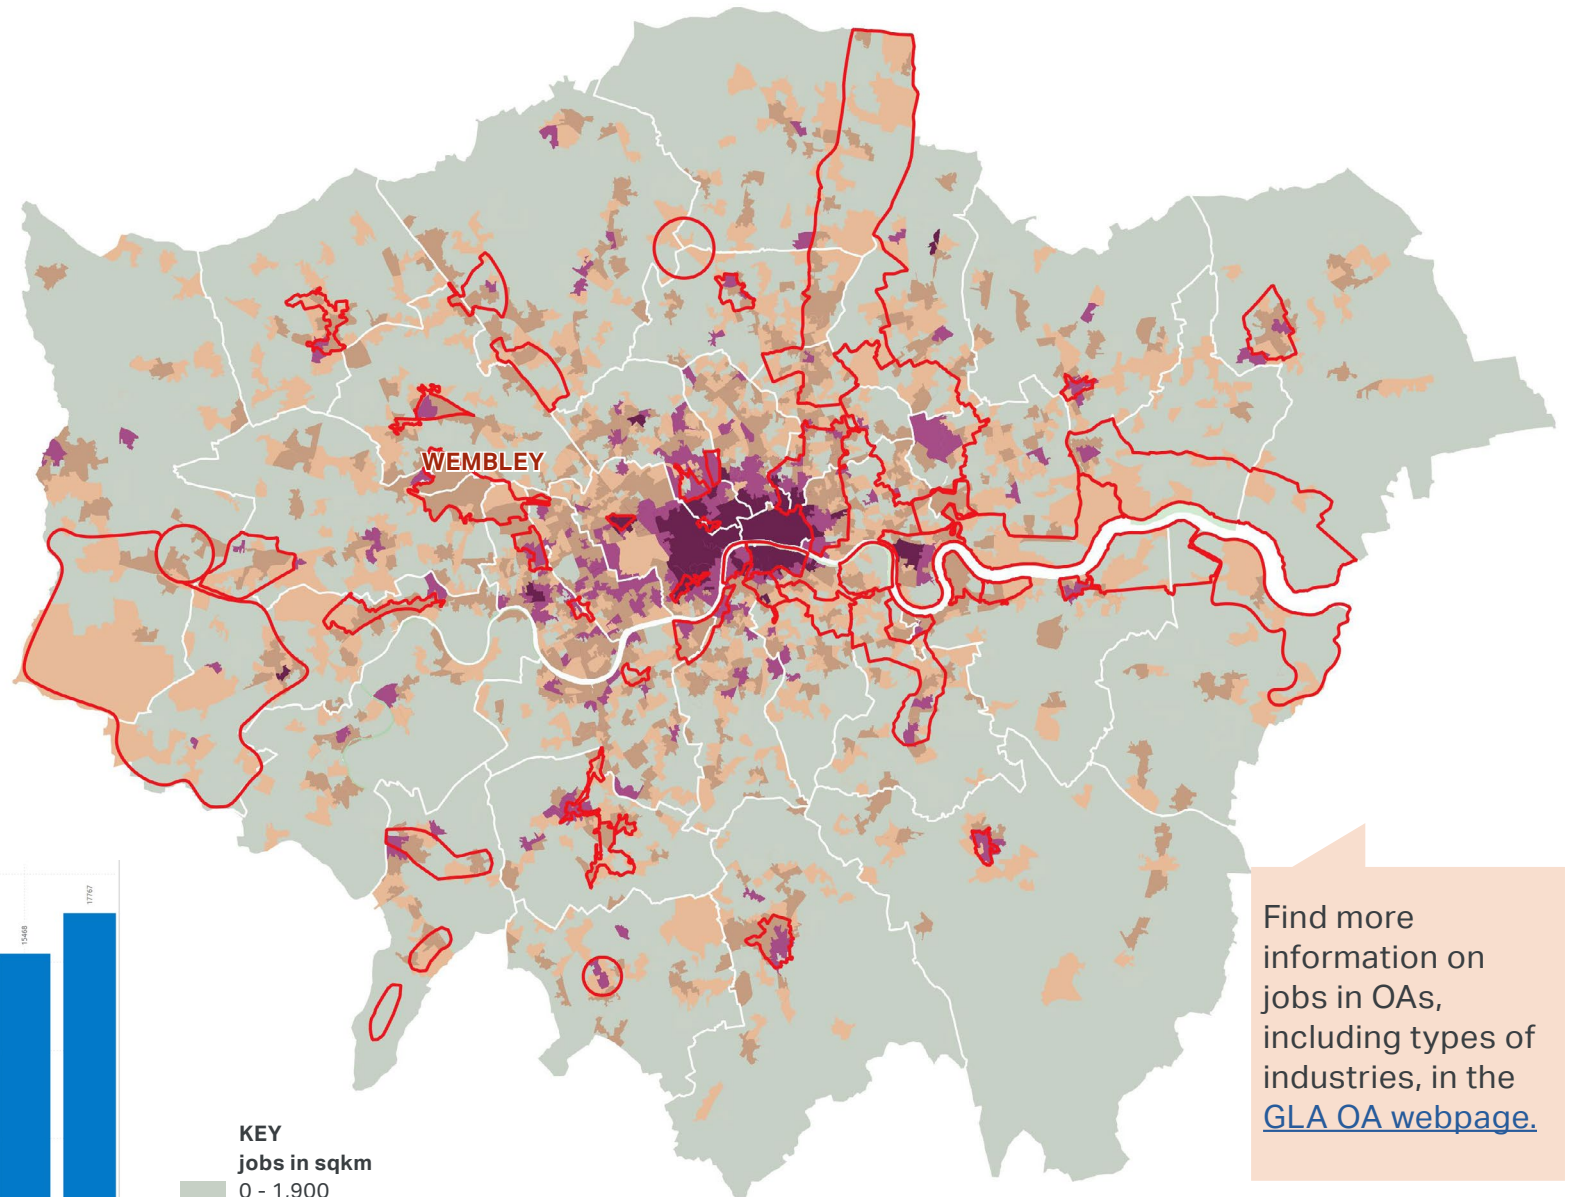 WEMBLEY
15468
17767
Find more
information on
jobs in OAs,
including types of
industries, in the
GLA OA webpage.
KEY
jobs in sqkm
0 - 1,900